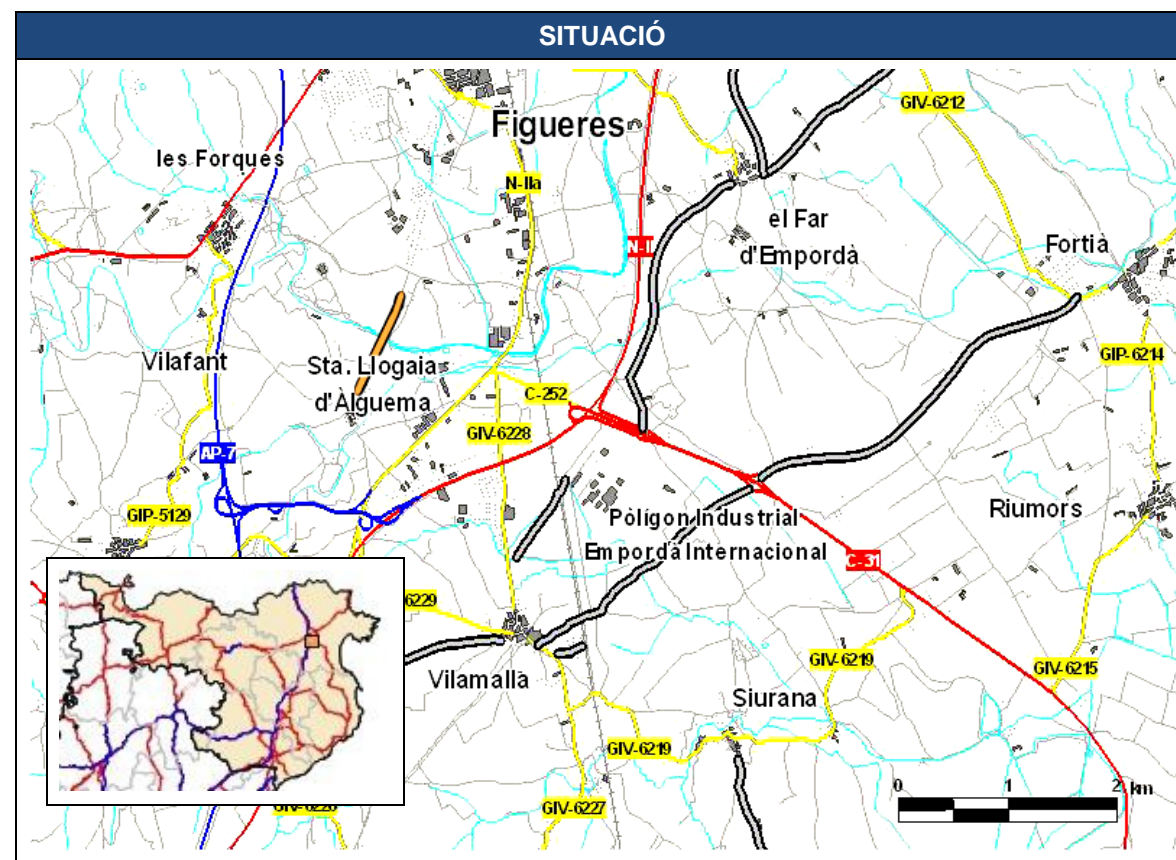 SITUACIÓ
GIV-6212
Figueres
les Forques
N-IIa
el Far
d'Empordà
N-II
Fortià
GIP-6214
Vilafant
Sta. Llogaia
d'Àlguema
C-252
GIV-6228
AP-7
GIP-5129
Riumors
Polígon Industrial
Empordà Internacional
C-31
6229
GIV-6219
GIV-6215
Vilamalla
Siurana
GIV-6219
GIV-6227
GIV-6226
0 1 2 km